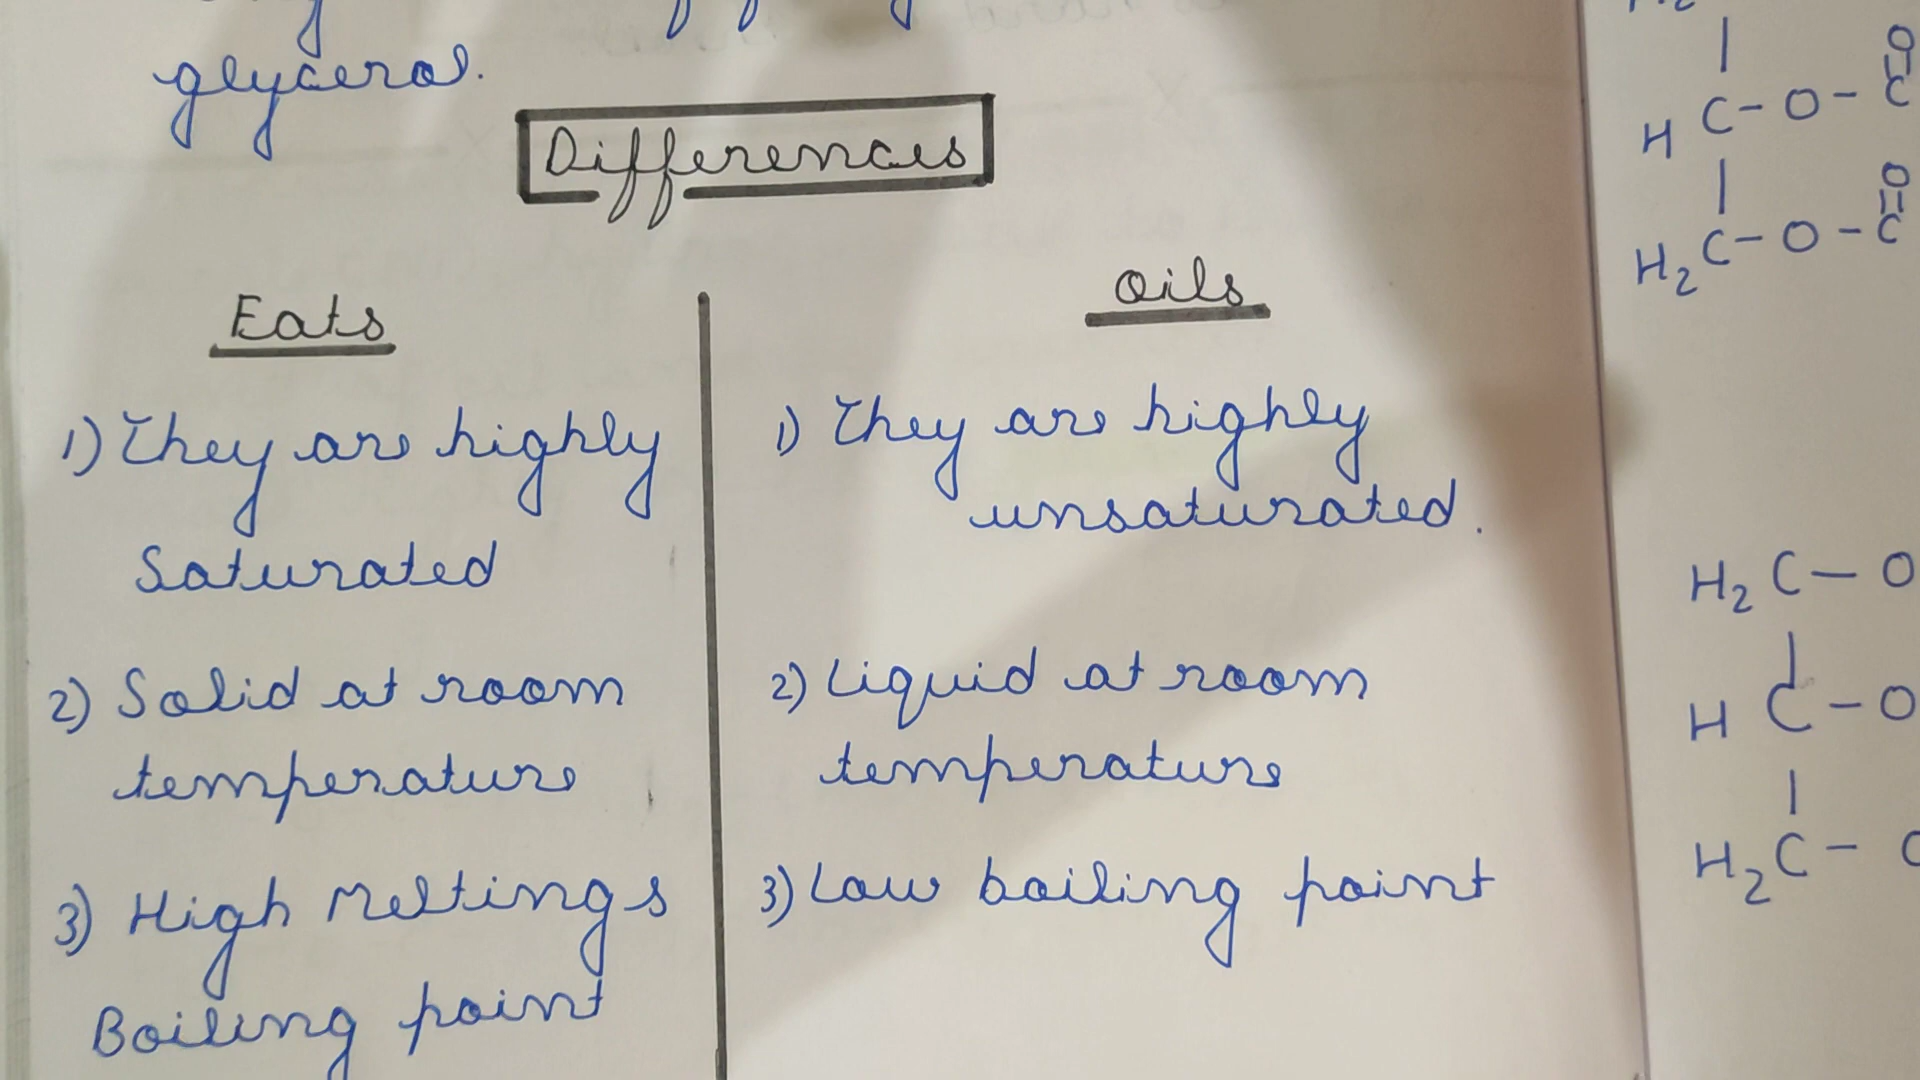 glycerol.
Differences
Fats
1) They are highly
Saturated
2) Solid at room
temperature
3) High Melting s
Boiling point
Oils
1) They are highly
unsaturated.
2) Liquid at room
temperature
3) Low boiling point
H C-O-C
O
H2C-O-C
O
H2C-O
H C-O
H2C-